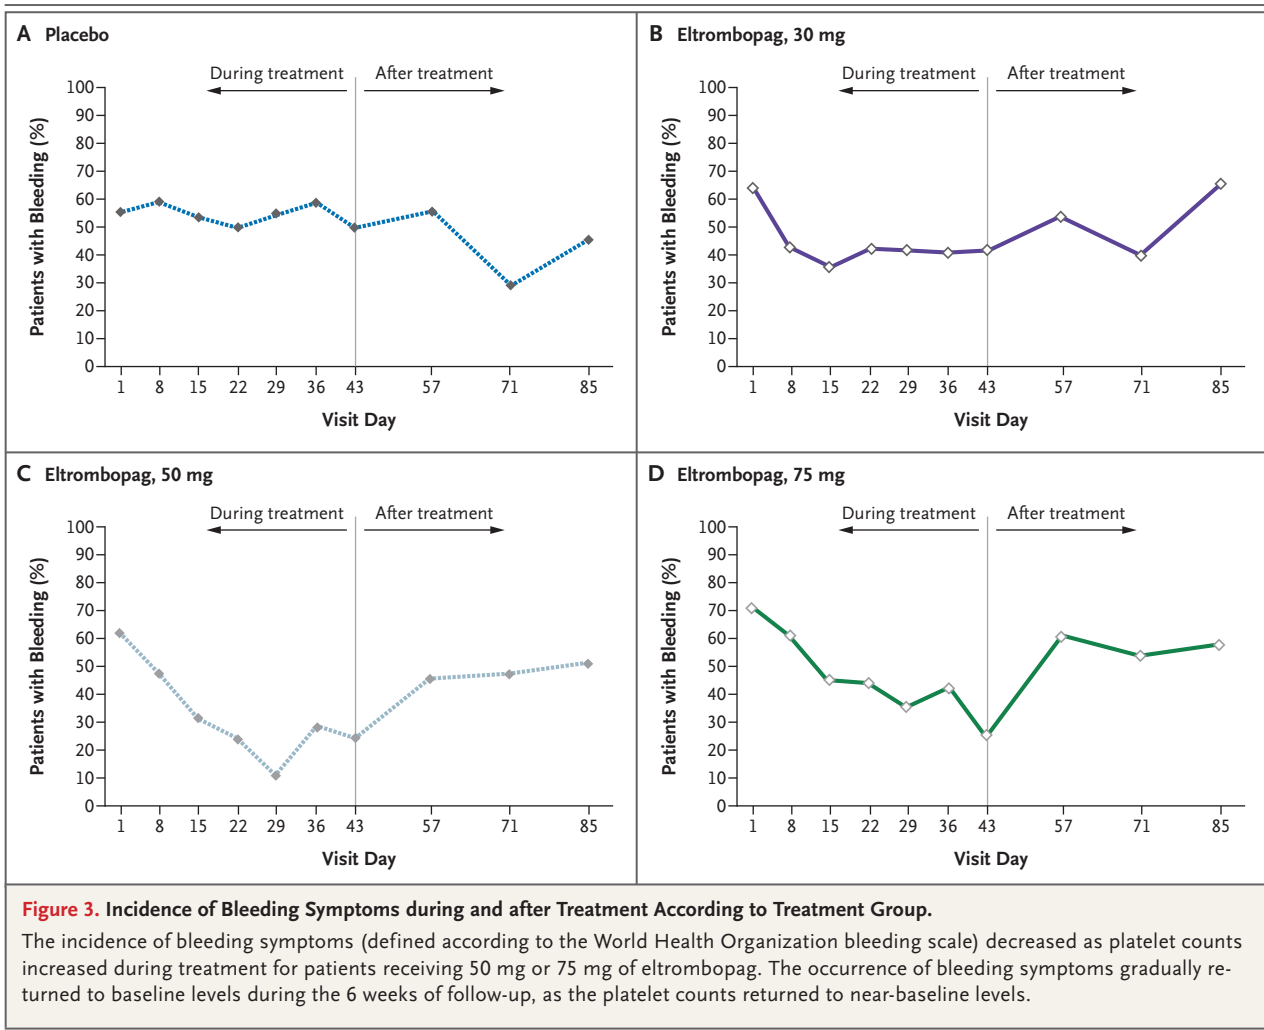 A Placebo
During treatment After treatment
100
90
80
70
60
50
40
30
20
10
0
Patients with Bleeding (%)
1 8 15 22 29 36 43 57 71 85
Visit Day
B Eltrombopag, 30 mg
During treatment After treatment
100
90
80
70
60
50
40
30
20
10
0
Patients with Bleeding (%)
1 8 15 22 29 36 43 57 71 85
Visit Day
C Eltrombopag, 50 mg
During treatment After treatment
100
90
80
70
60
50
40
30
20
10
0
Patients with Bleeding (%)
1 8 15 22 29 36 43 57 71 85
Visit Day
D Eltrombopag, 75 mg
During treatment After treatment
100
90
80
70
60
50
40
30
20
10
0
Patients with Bleeding (%)
1 8 15 22 29 36 43 57 71 85
Visit Day
Figure 3. Incidence of Bleeding Symptoms during and after Treatment According to Treatment Group.
The incidence of bleeding symptoms (defined according to the World Health Organization bleeding scale) decreased as platelet counts
increased during treatment for patients receiving 50 mg or 75 mg of eltrombopag. The occurrence of bleeding symptoms gradually re-
turned to baseline levels during the 6 weeks of follow-up, as the platelet counts returned to near-baseline levels.